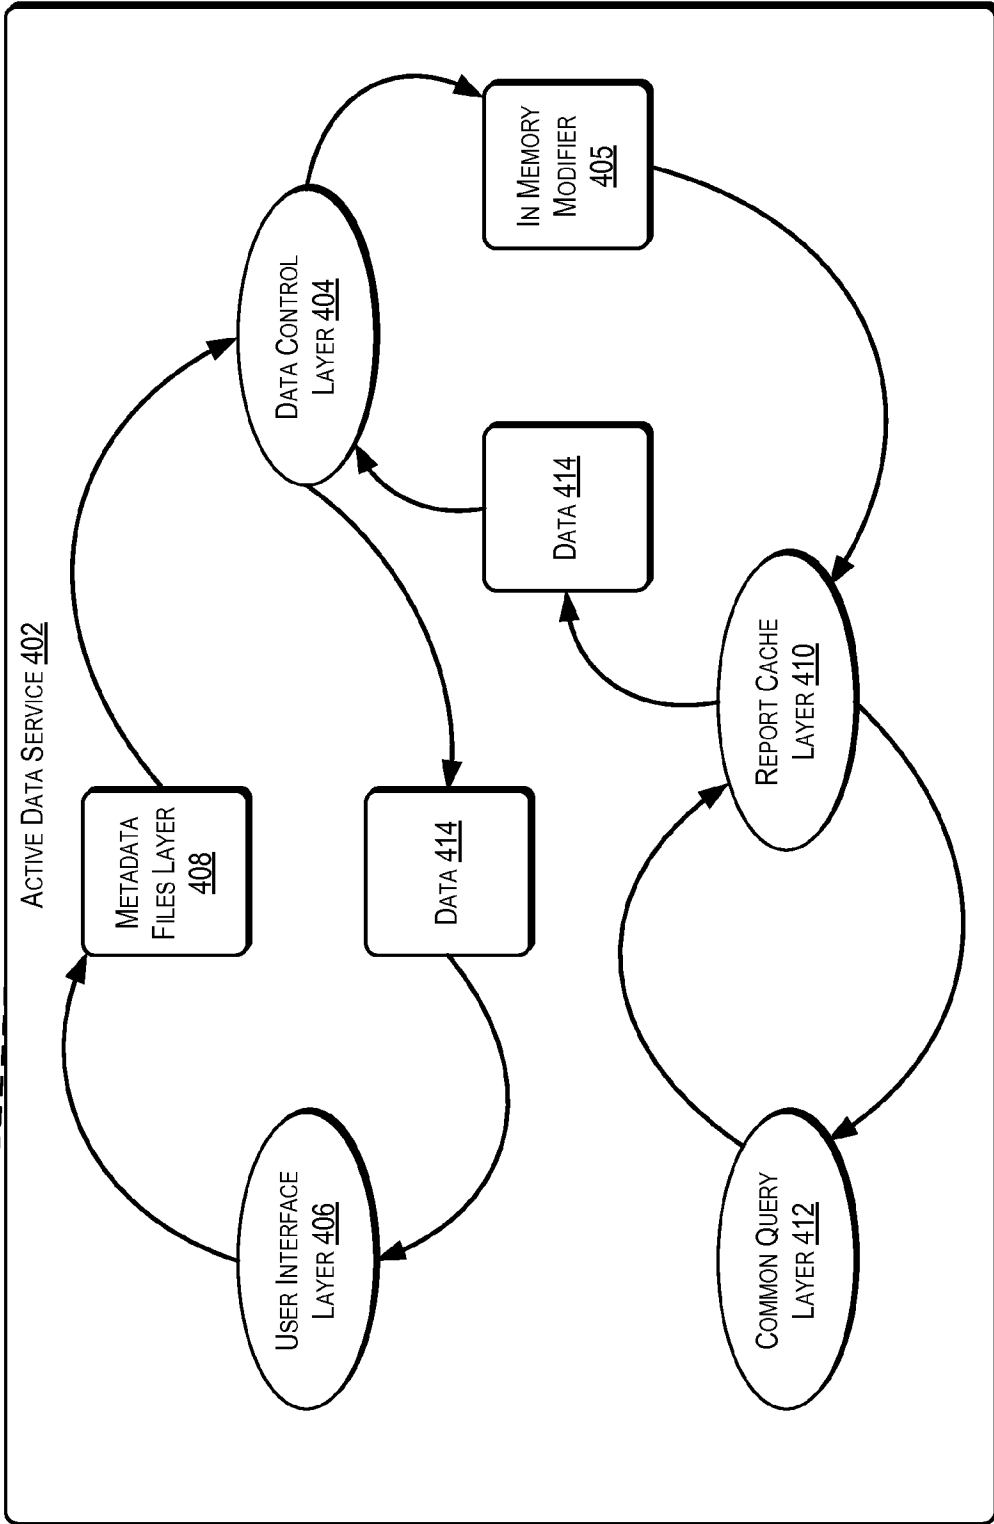 ACTIVE DATA SERVICE 402
METADATA
FILES LAYER
408
USER INTERFACE
LAYER 406
DATA 414
DATA CONTROL
LAYER 404
IN MEMORY
MODIFIER
405
DATA 414
COMMON QUERY
LAYER 412
REPORT CACHE
LAYER 410